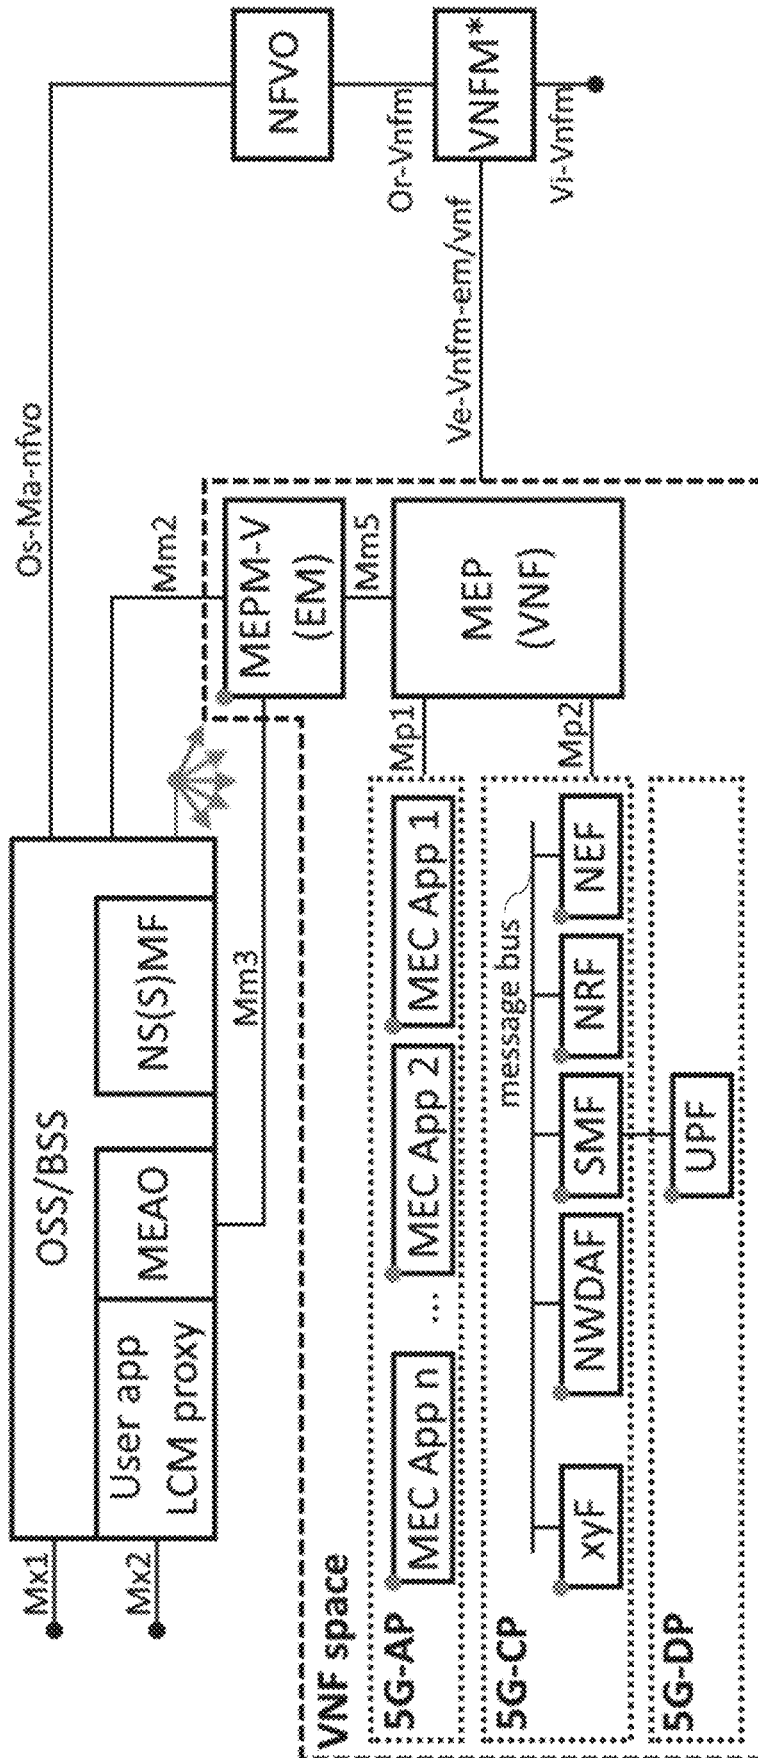 Mx1
Mx2
OSS/BSS
User app
LCM proxy
MEAO
NS(S)MF
Os-Ma-nfvo
NFVO
Mm2
Mm3
Or-Vnfm
VNFM*
Vi-Vnfm
Ve-Vnfm-em/vnf
VNF space
MEPM-V
(EM)
Mm5
MEP
(VNF)
Mp1
Mp2
5G-AP
MEC App n
...
MEC App 2
MEC App 1
5G-CP
message bus
xyF
NWDAF
SMF
NRF
NEF
5G-DP
UPF